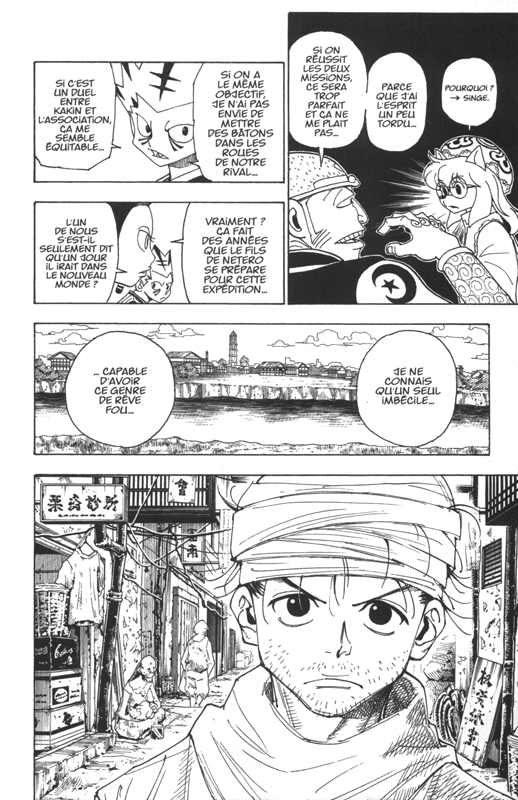 POURQUOI ?
→ SINGE.
PARCE
QUE J'AI
L'ESPRIT
UN PEU
TORDU...
SI ON
RÉUSSIT
LES DEUX
MISSIONS,
CE SERA
TROP
PARFAIT
ET ÇA NE
ME PLAIT
PAS...
SI ON A
LE MÊME
OBJECTIF,
JE N'AI PAS
ENVIE DE
METTRE
DES BÂTONS
DANS LES
ROUES
DE NOTRE
RIVAL...
SI C'EST
UN DUEL
ENTRE
KAKIN ET
L'ASSOCIATION,
ÇA ME
SEMBLE
ÉQUITABLE...
VRAIMENT ?
ÇA FAIT
DES ANNÉES
QUE LE FILS
DE NETERO
SE PRÉPARE
POUR CETTE
EXPÉDITION...
L'UN
DE NOUS
S'EST-IL
SEULEMENT DIT
QU'UN JOUR
IL IRAIT DANS
LE NOUVEAU
MONDE ?
JE NE
CONNAIS
QU'UN SEUL
IMBÉCILE...
... CAPABLE
D'AVOIR
CE GENRE
DE RÊVE
FOU...